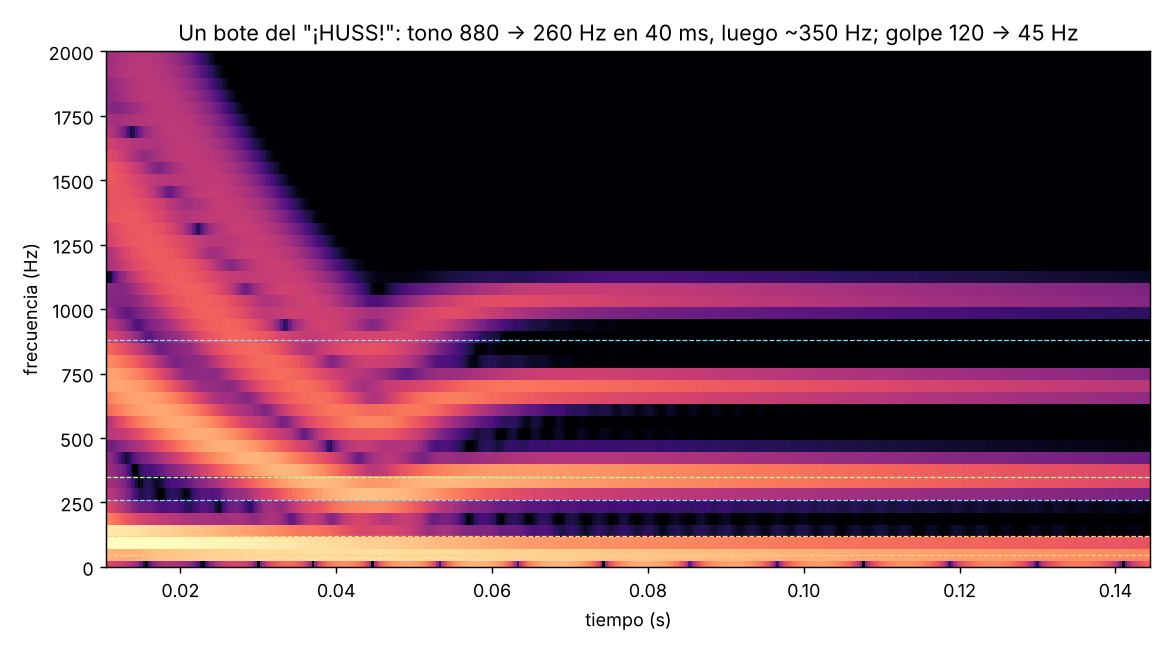 Un bote del "¡HUSS!": tono 880 → 260 Hz en 40 ms, luego ~350 Hz; golpe 120 → 45 Hz
frecuencia (Hz)
2000
1750
1500
1250
1000
750
500
250
0
0.02 0.04 0.06 0.08 0.10 0.12 0.14
tiempo (s)